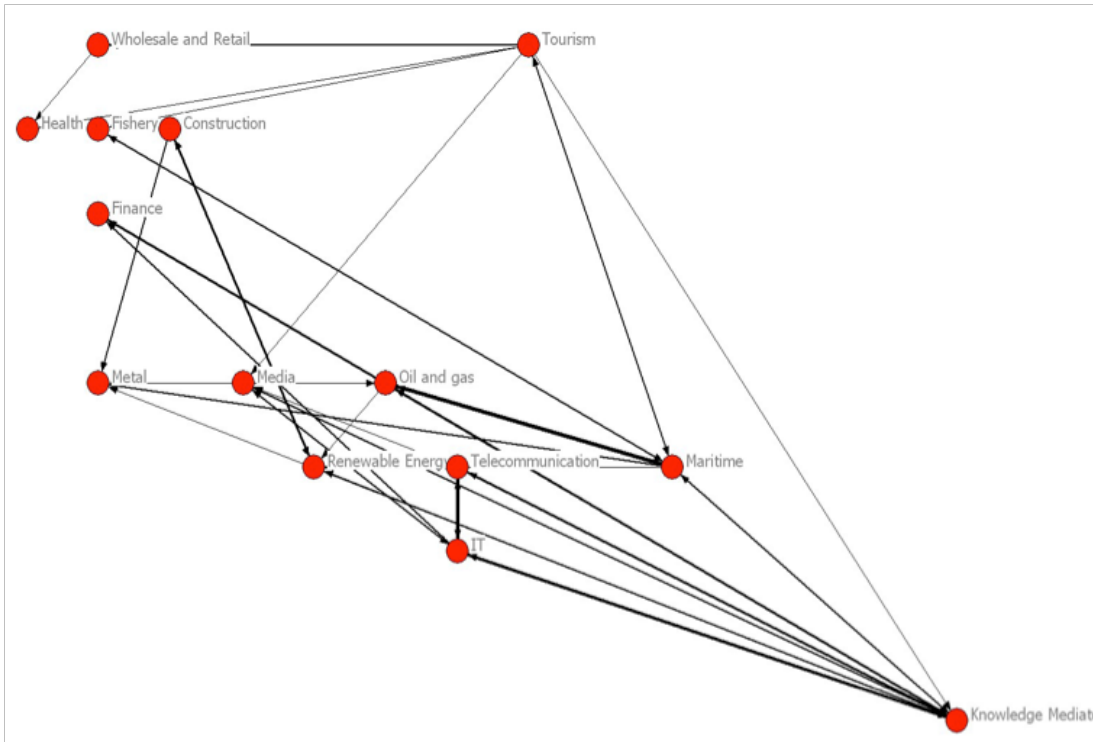 Wholesale and Retail
Tourism
Health
Fishery
Construction
Finance
Metal
Media
Oil and gas
Renewable Energy
Telecommunication
Maritime
IT
Knowledge Mediat